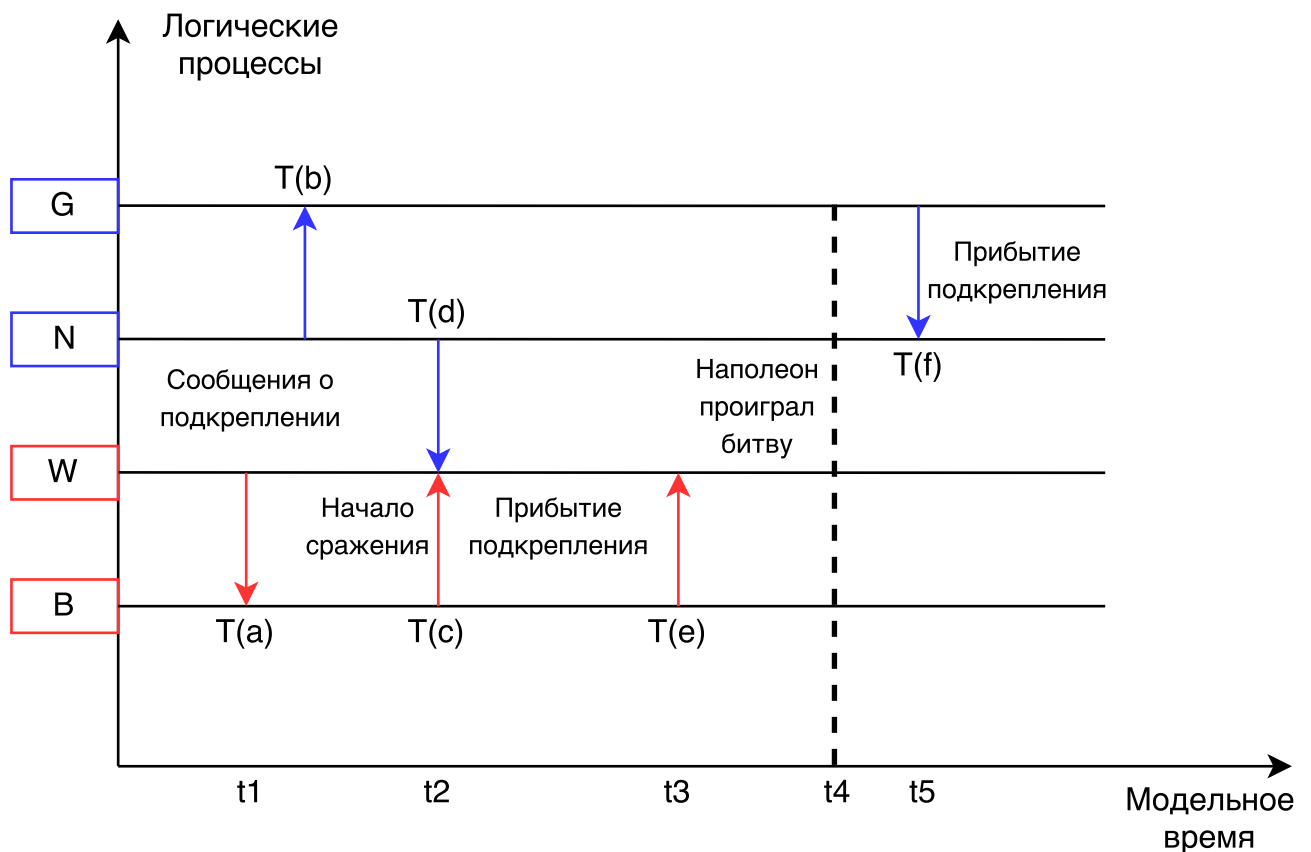 Логические
процессы
T(b)
G
Прибытие
подкрепления
T(d)
N
T(f)
Сообщения о
подкреплении
Наполеон
проиграл
битву
W
Начало
сражения
Прибытие
подкрепления
B
T(a)
T(c)
T(e)
t1
t2
t3
t4
t5
Модельное
время